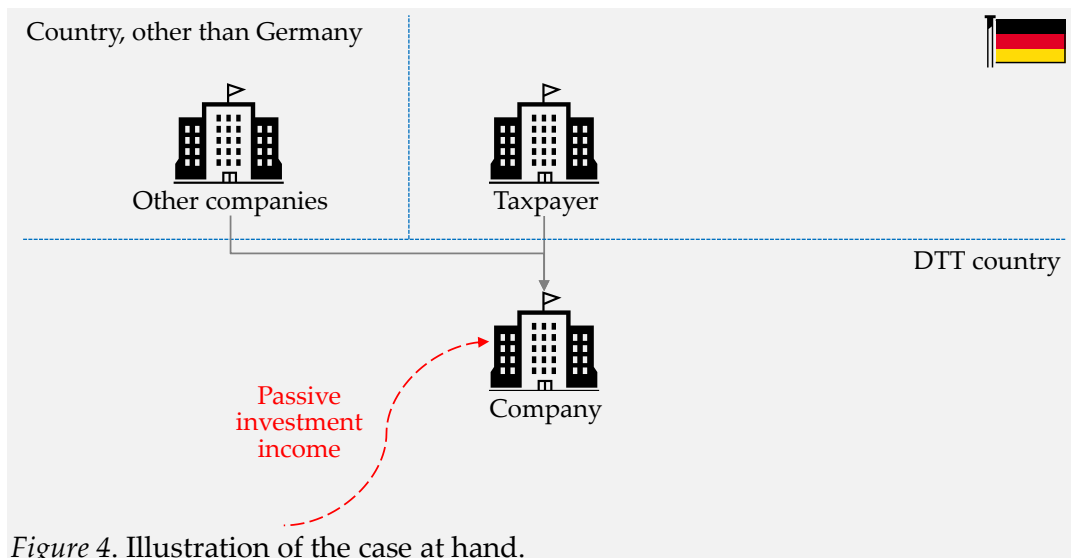 Country, other than Germany
Other companies
Taxpayer
DTT country
Company
Passive
investment
income
Figure 4. Illustration of the case at hand.